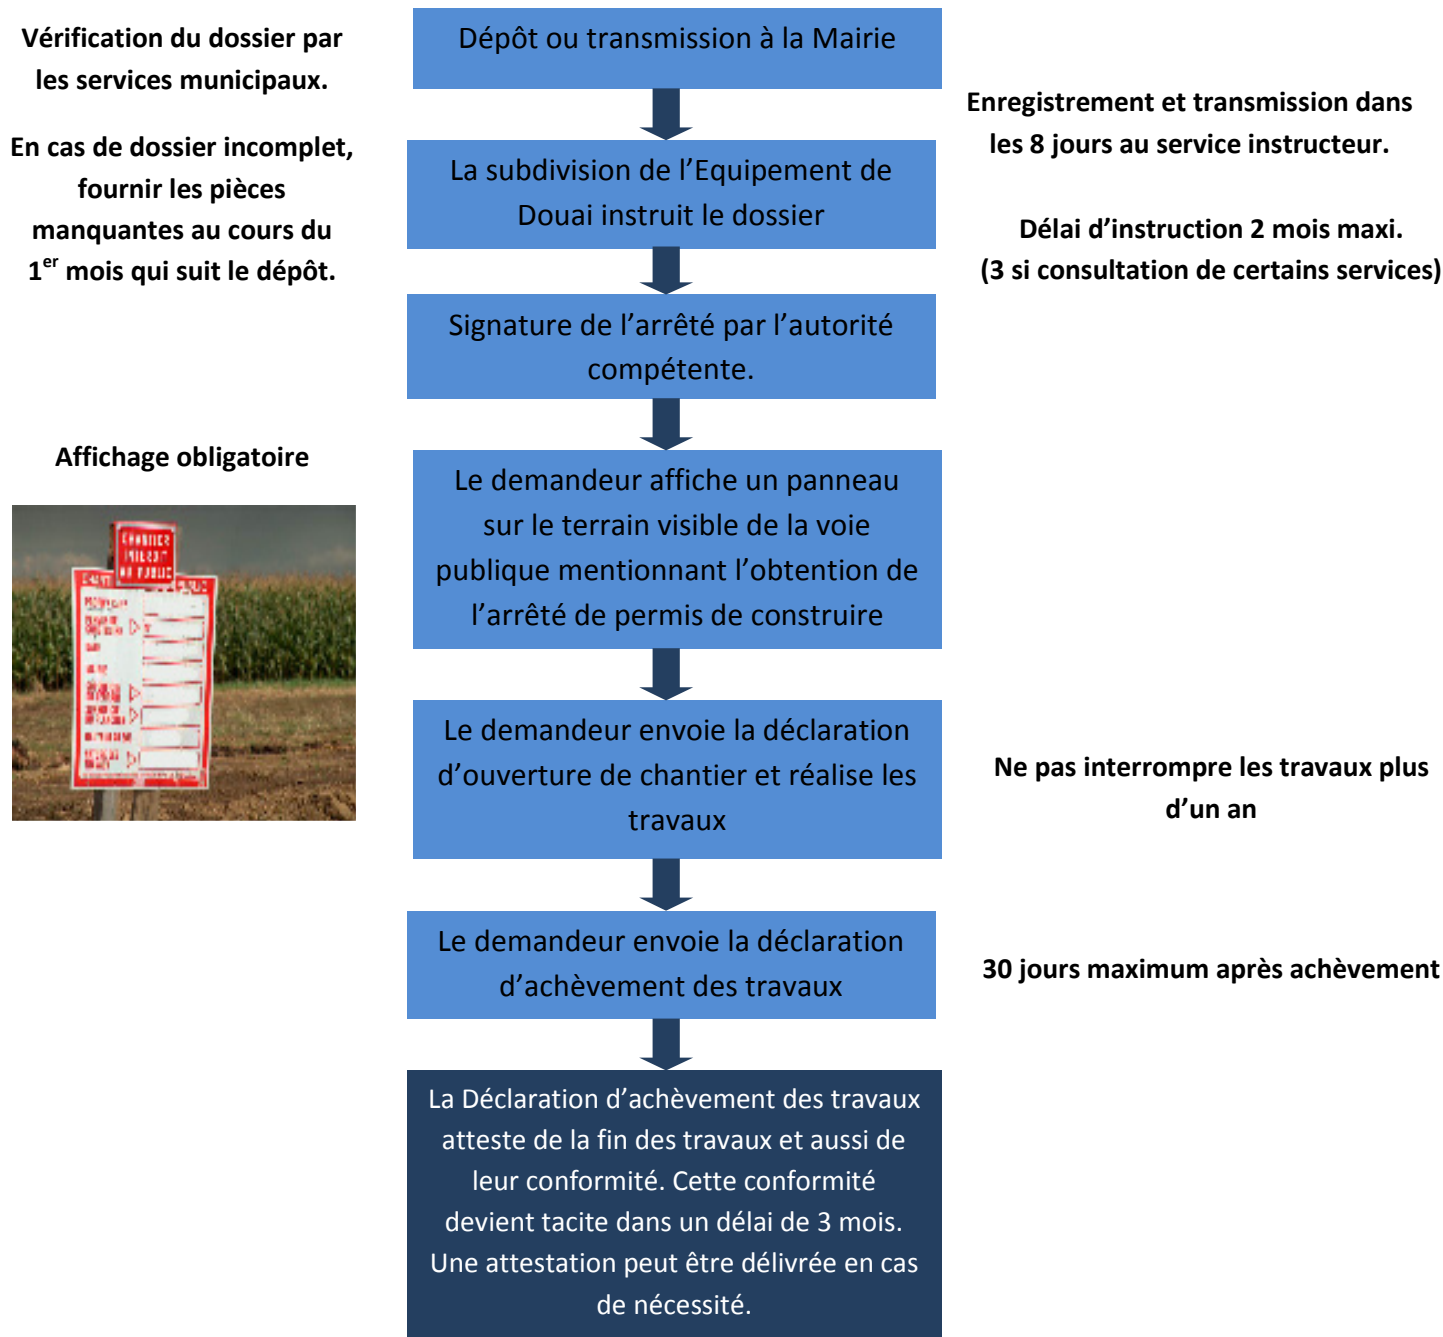 Vérification du dossier par
les services municipaux.
En cas de dossier incomplet,
fournir les pièces
manquantes au cours du
1er mois qui suit le dépôt.
Dépôt ou transmission à la Mairie
Enregistrement et transmission dans
les 8 jours au service instructeur.
La subdivision de l’Equipement de
Douai instruit le dossier
Délai d’instruction 2 mois maxi.
(3 si consultation de certains services)
Signature de l’arrêté par l’autorité
compétente.
Affichage obligatoire
CHANTIER
INTERDIT
AU PUBLIC
Le demandeur affiche un panneau
sur le terrain visible de la voie
publique mentionnant l’obtention de
l’arrêté de permis de construire
Le demandeur envoie la déclaration
d’ouverture de chantier et réalise les
travaux
Ne pas interrompre les travaux plus
d’un an
Le demandeur envoie la déclaration
d’achèvement des travaux
30 jours maximum après achèvement
La Déclaration d’achèvement des travaux
atteste de la fin des travaux et aussi de
leur conformité. Cette conformité
devient tacite dans un délai de 3 mois.
Une attestation peut être délivrée en cas
de nécessité.